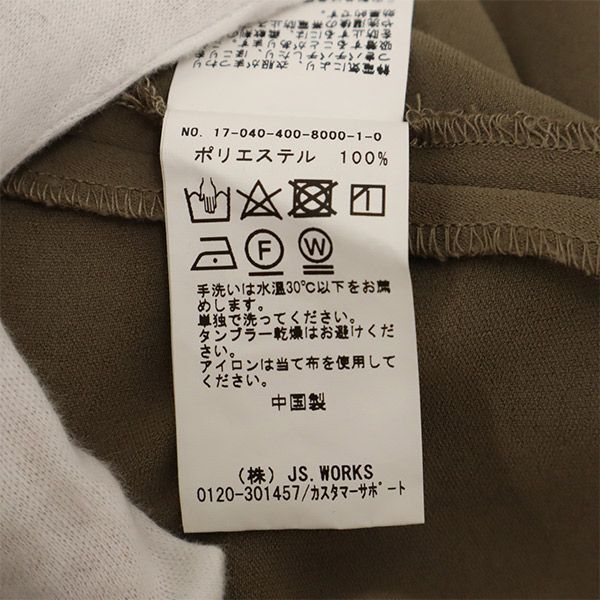 NO. 17-040-400-8000-1-0
ポリエステル 100%
F W
手洗いは水温30℃以下をお薦
めします。
単独で洗ってください。
タンブラー乾燥はお避けくださ
い。
アイロンは当て布を使用して
ください。
中国製
(株) JS.WORKS
0120-301457/カスタマーサポート